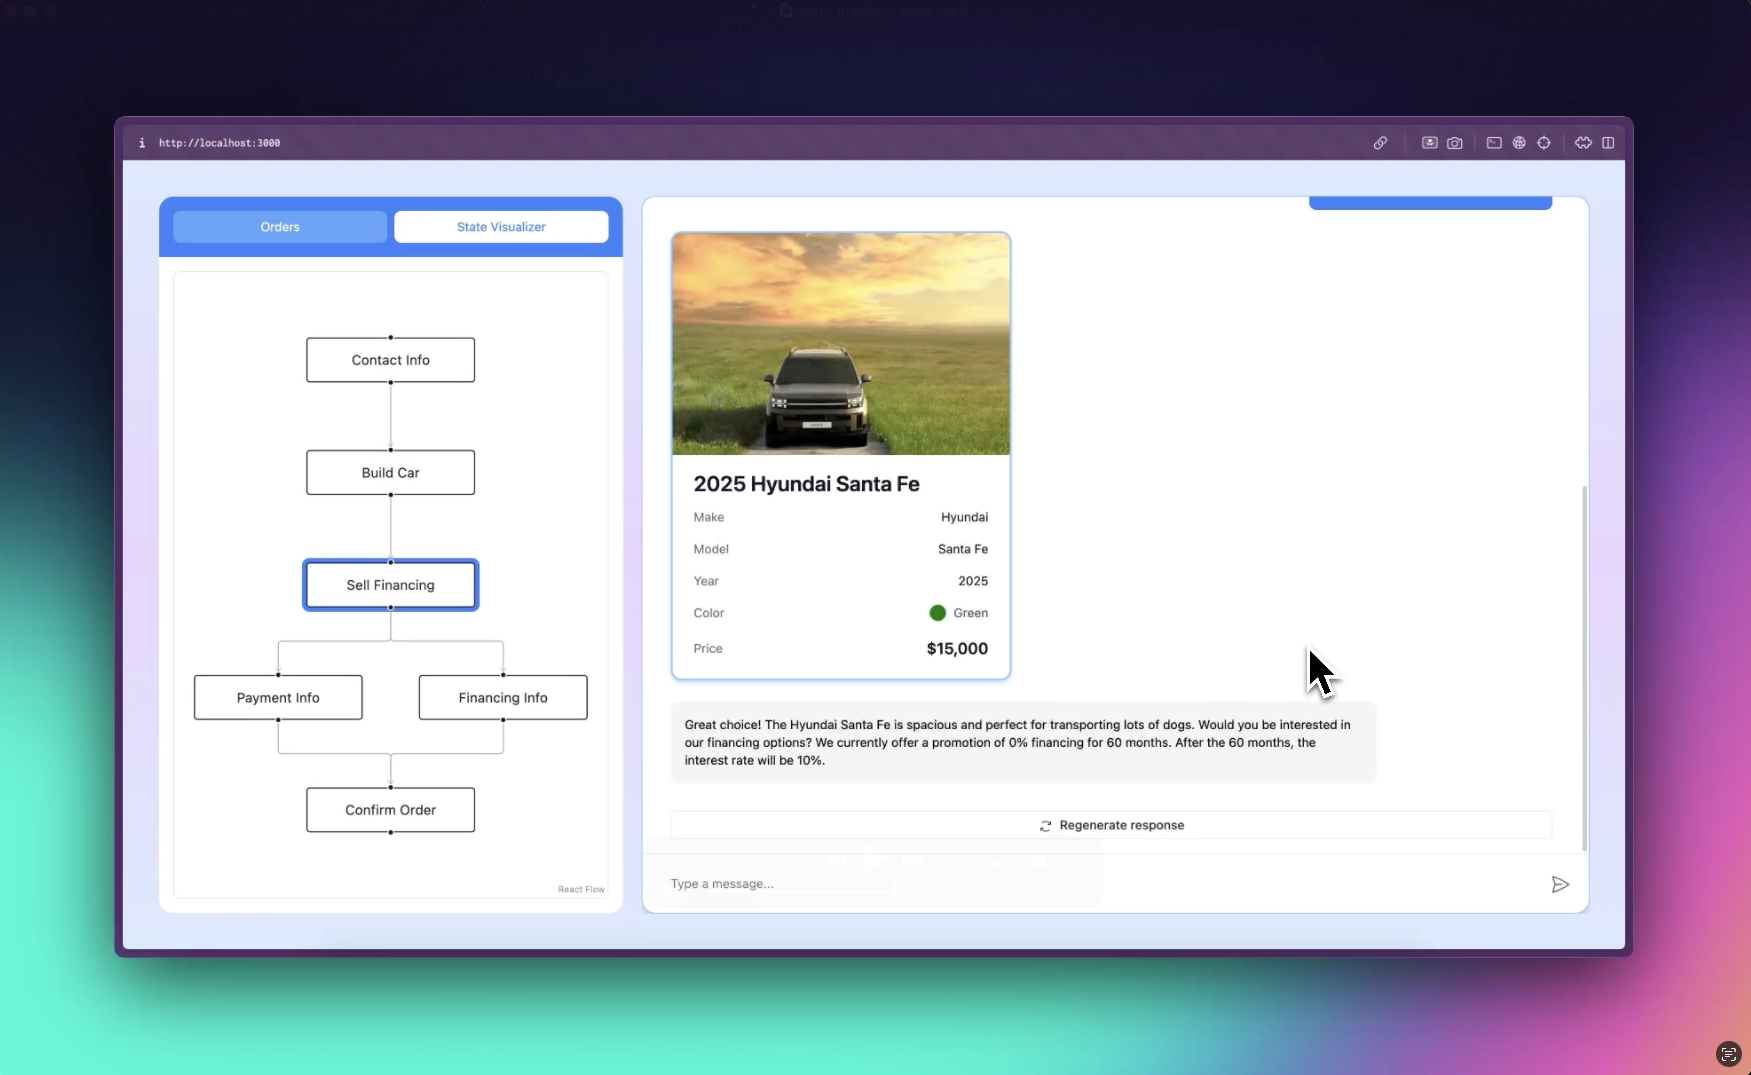 state-machine-demo.mp4
http://localhost:3000
Orders
State Visualizer
Contact Info
Build Car
Sell Financing
Payment Info
Financing Info
Confirm Order
React Flow
2025 Hyundai Santa Fe
Make
Hyundai
Model
Santa Fe
Year
2025
Color
Green
Price
$15,000
Great choice! The Hyundai Santa Fe is spacious and perfect for transporting lots of dogs. Would you be interested in
our financing options? We currently offer a promotion of 0% financing for 60 months. After the 60 months, the
interest rate will be 10%.
Regenerate response
Type a message...